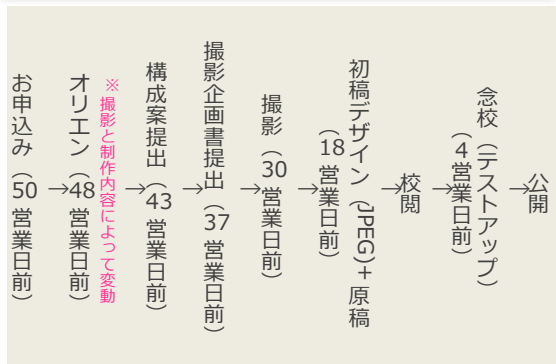 お申込み（50営業日前）
→
オリエン（48営業日前）
※撮影と制作内容によって変動
→
構成案提出（43営業日前）
→
撮影企画書提出（37営業日前）
→
撮影（30営業日前）
→
初稿デザイン（JPEG)＋原稿
（18営業日前）
→
校閲
→
念校（テストアップ）
（4営業日前）
→
公開